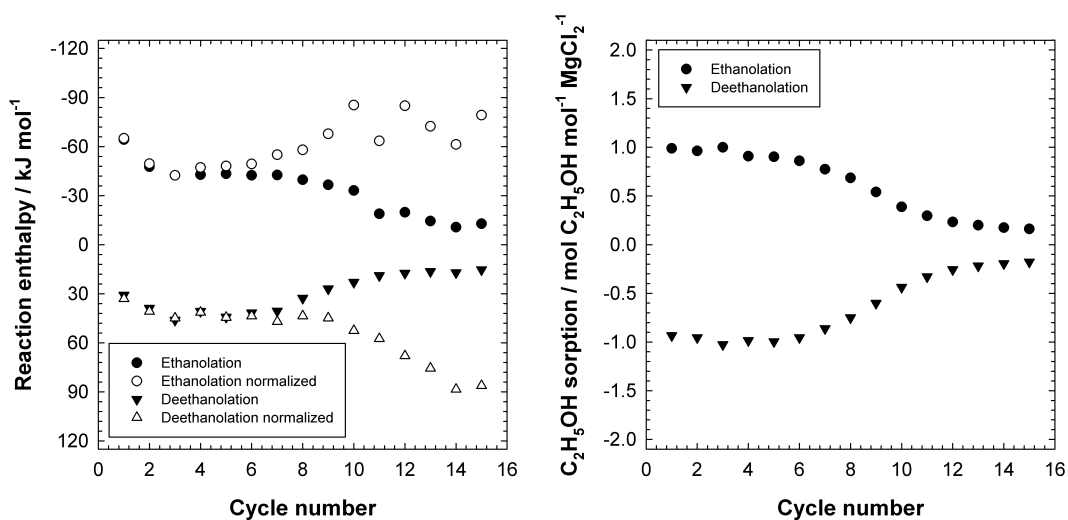 Reaction enthalpy / kJ mol⁻¹
-120
-90
-60
-30
0
30
60
90
120
Ethanolation
Ethanolation normalized
Deethanolation
Deethanolation normalized
0 2 4 6 8 10 12 14 16
Cycle number
C₂H₅OH sorption / mol C₂H₅OH mol⁻¹ MgCl₂⁻¹
2.0
1.5
1.0
0.5
0.0
-0.5
-1.0
-1.5
-2.0
Ethanolation
Deethanolation
0 2 4 6 8 10 12 14 16
Cycle number